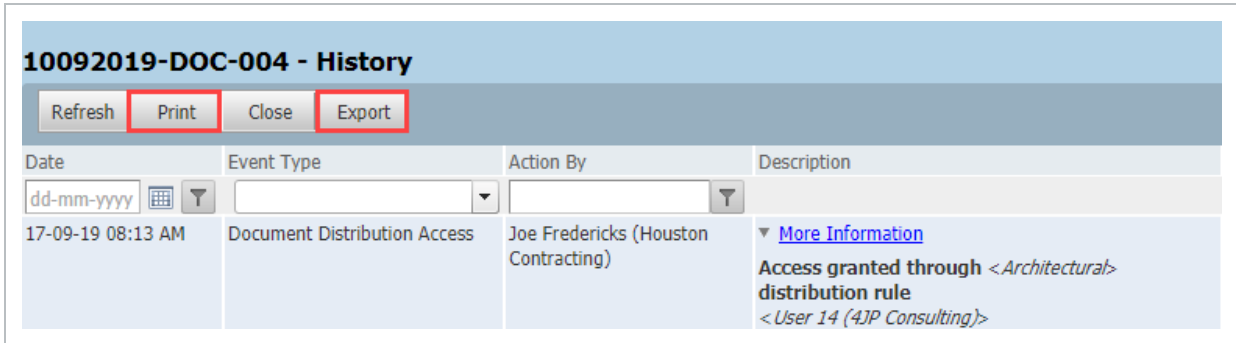 10092019-DOC-004 - History
Refresh Print Close Export
Date Event Type Action By Description
dd-mm-yyyy
17-09-19 08:13 AM Document Distribution Access Joe Fredericks (Houston Contracting) More Information
Access granted through <Architectural>
distribution rule
<User 14 (4JP Consulting)>